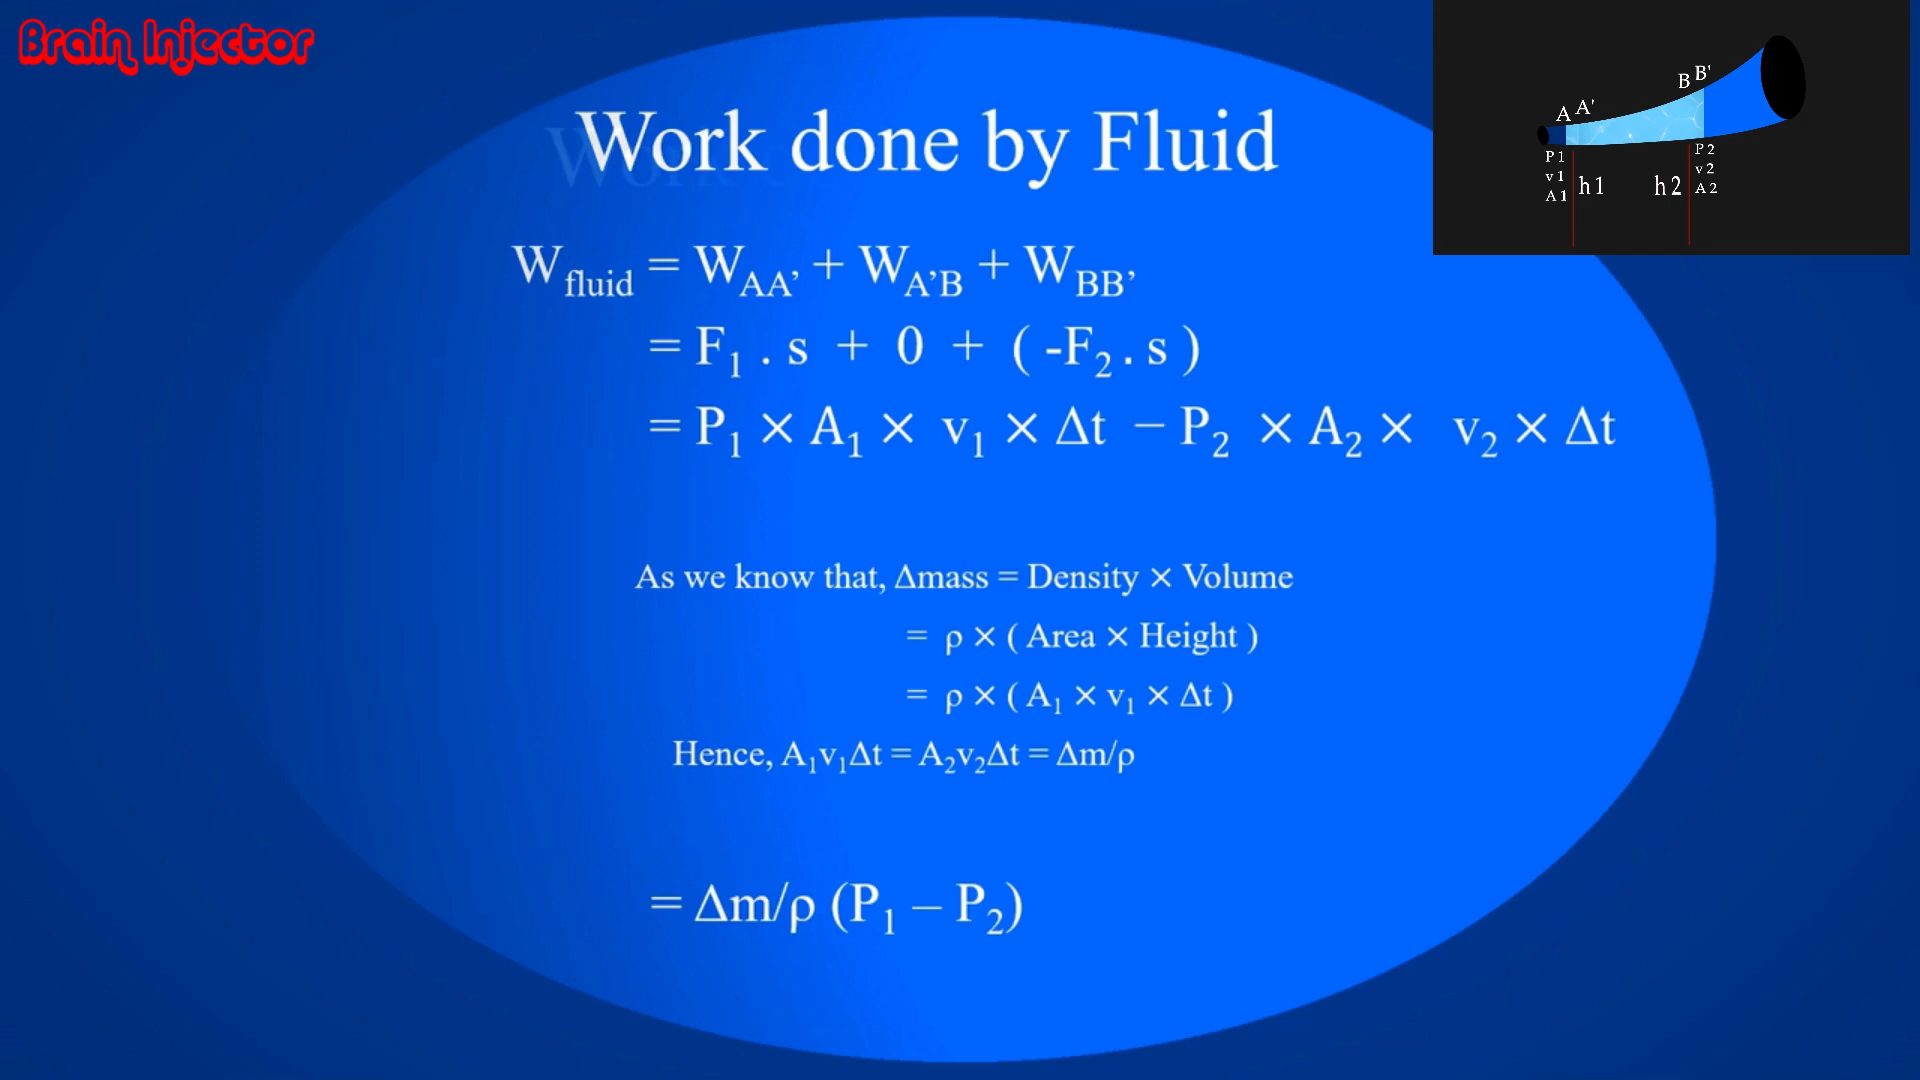 Brain Injector
Work done by Fluid
W_fluid = W_AA’ + W_A’B + W_BB’
= F₁ . s + 0 + ( -F₂ . s )
= P₁ × A₁ × v₁ × Δt – P₂ × A₂ × v₂ × Δt
As we know that, Δmass = Density × Volume
= ρ × ( Area × Height )
= ρ × ( A₁ × v₁ × Δt )
Hence, A₁v₁Δt = A₂v₂Δt = Δm/ρ
= Δm/ρ (P₁ – P₂)
A A' B B'
P 1
v 1
A 1
h 1
h 2
P 2
v 2
A 2